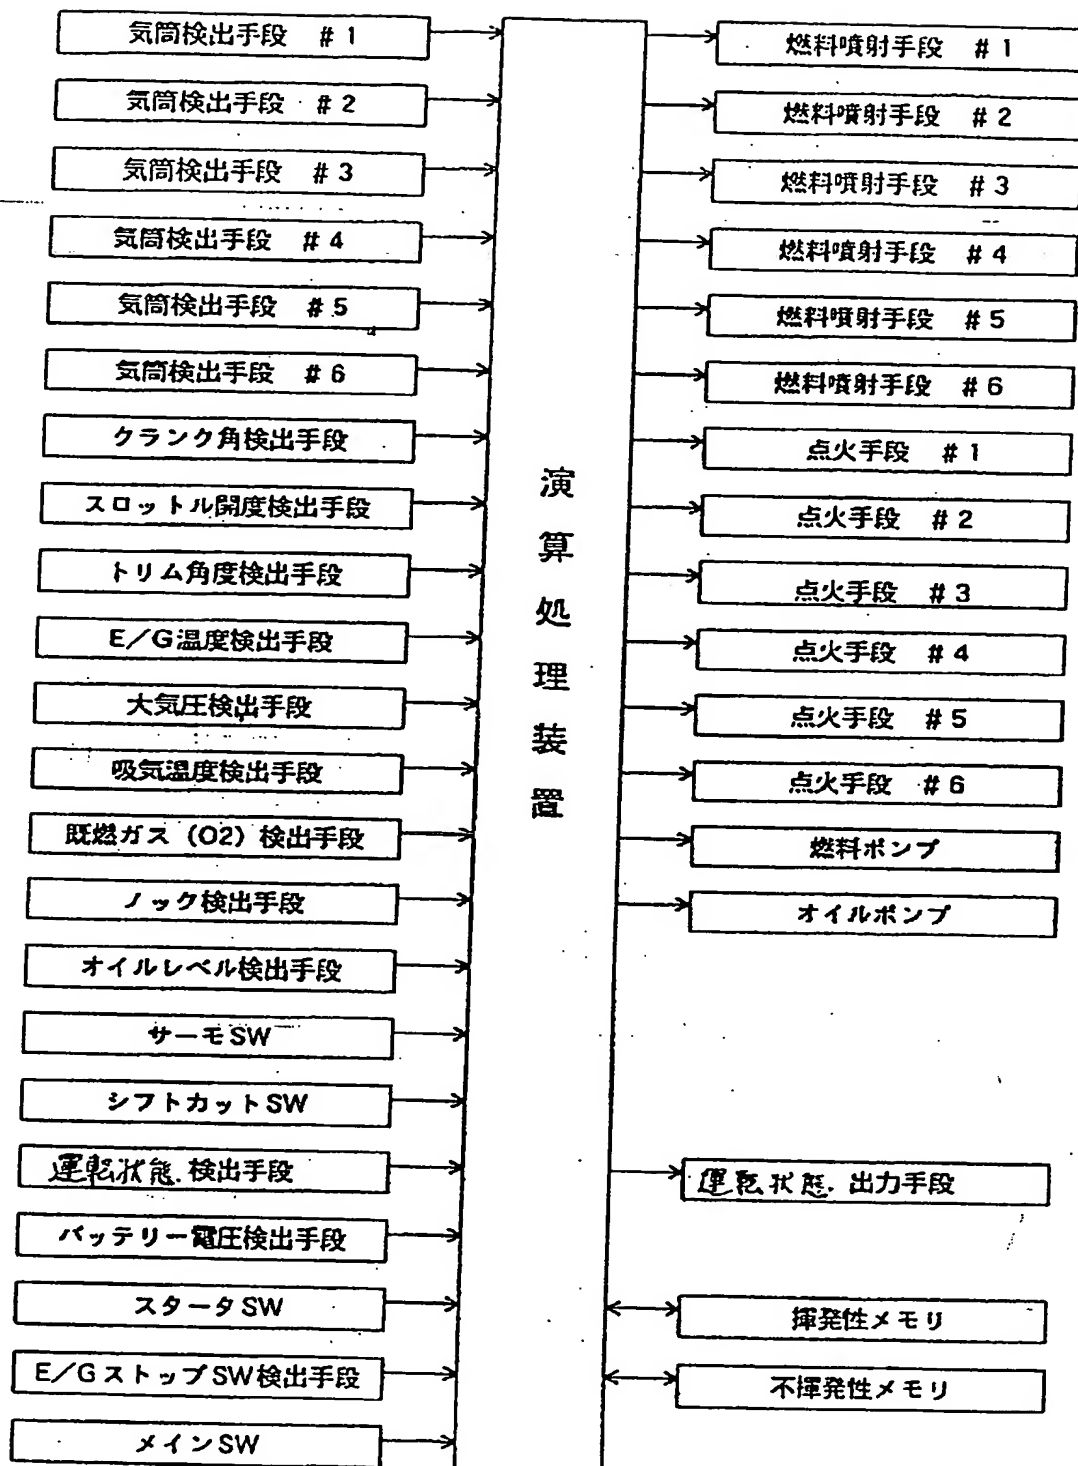 気筒検出手段 #1
気筒検出手段 #2
気筒検出手段 #3
気筒検出手段 #4
気筒検出手段 #5
気筒検出手段 #6
クランク角検出手段
スロットル開度検出手段
トリム角度検出手段
E/G温度検出手段
大気圧検出手段
吸気温度検出手段
既燃ガス(O2)検出手段
ノック検出手段
オイルレベル検出手段
サーモSW
シフトカットSW
運転状態検出手段
バッテリー電圧検出手段
スタータSW
E/GストップSW検出手段
メインSW
演算処理装置
燃料噴射手段 #1
燃料噴射手段 #2
燃料噴射手段 #3
燃料噴射手段 #4
燃料噴射手段 #5
燃料噴射手段 #6
点火手段 #1
点火手段 #2
点火手段 #3
点火手段 #4
点火手段 #5
点火手段 #6
燃料ポンプ
オイルポンプ
運転状態出力手段
揮発性メモリ
不揮発性メモリ